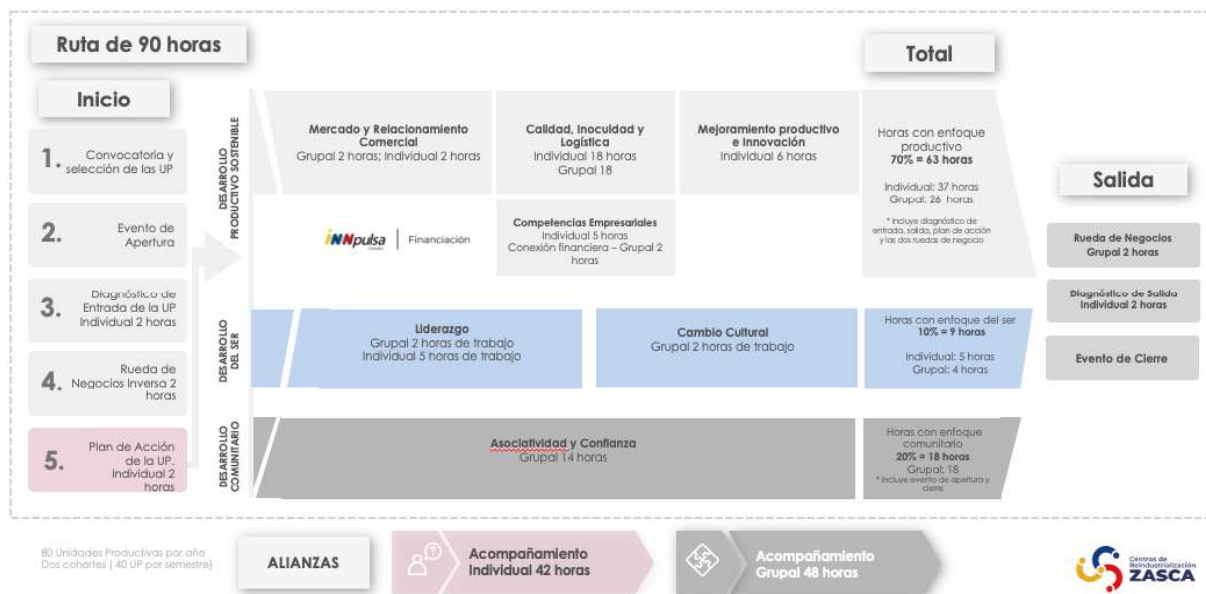 Ruta de 90 horas
Inicio
1.
Convocatoria y
selección de las UP
2.
Evento de
Apertura
3.
Diagnóstico de
Entrada de la UP
Individual 2 horas
4.
Rueda de
Negocios Inversa 2
horas
5.
Plan de Acción
de la UP.
Individual 2
horas
DESARROLLO
PRODUCTIVO SOSTENIBLE
Mercado y Relacionamiento
Comercial
Grupal 2 horas; Individual 2 horas
Calidad, Inocuidad y
Logística
Individual 18 horas
Grupal 18
Mejoramiento productivo
e Innovación
Individual 6 horas
iNNpulsa
Colombia
Financiación
Competencias Empresariales
Individual 5 horas
Conexión financiera – Grupal 2
horas
DESARROLLO
DEL SER
Liderazgo
Grupal 2 horas de trabajo
Individual 5 horas de trabajo
Cambio Cultural
Grupal 2 horas de trabajo
DESARROLLO
COMUNITARIO
Asociatividad y Confianza
Grupal 14 horas
Total
Horas con enfoque
productivo
70% = 63 horas
Individual: 37 horas
Grupal: 26 horas
* Incluye diagnóstico de
entrada, salida, plan de acción
y las dos ruedas de negocio
Horas con enfoque del ser
10% = 9 horas
Individual: 5 horas
Grupal: 4 horas
Horas con enfoque
comunitario
20% = 18 horas
Grupal: 18
* Incluye evento de apertura y
cierre
Salida
Rueda de Negocios
Grupal 2 horas
Diagnóstico de Salida
Individual 2 horas
Evento de Cierre
80 Unidades Productivas por año
Dos cohortes ( 40 UP por semestre)
ALIANZAS
Acompañamiento
Individual 42 horas
Acompañamiento
Grupal 48 horas
Centros de
Reindustrialización
ZASCA